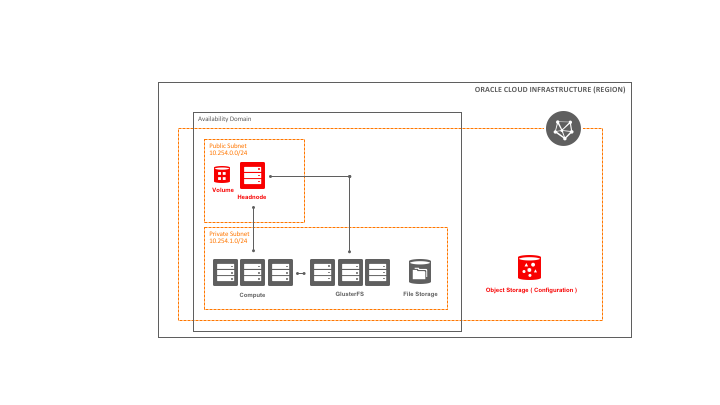 ORACLE CLOUD INFRASTRUCTURE (REGION)
Availability Domain
Public Subnet
10.254.0.0/24
Volume
Headnode
Private Subnet
10.254.1.0/24
Compute
GlusterFS
File Storage
Object Storage ( Configuration )